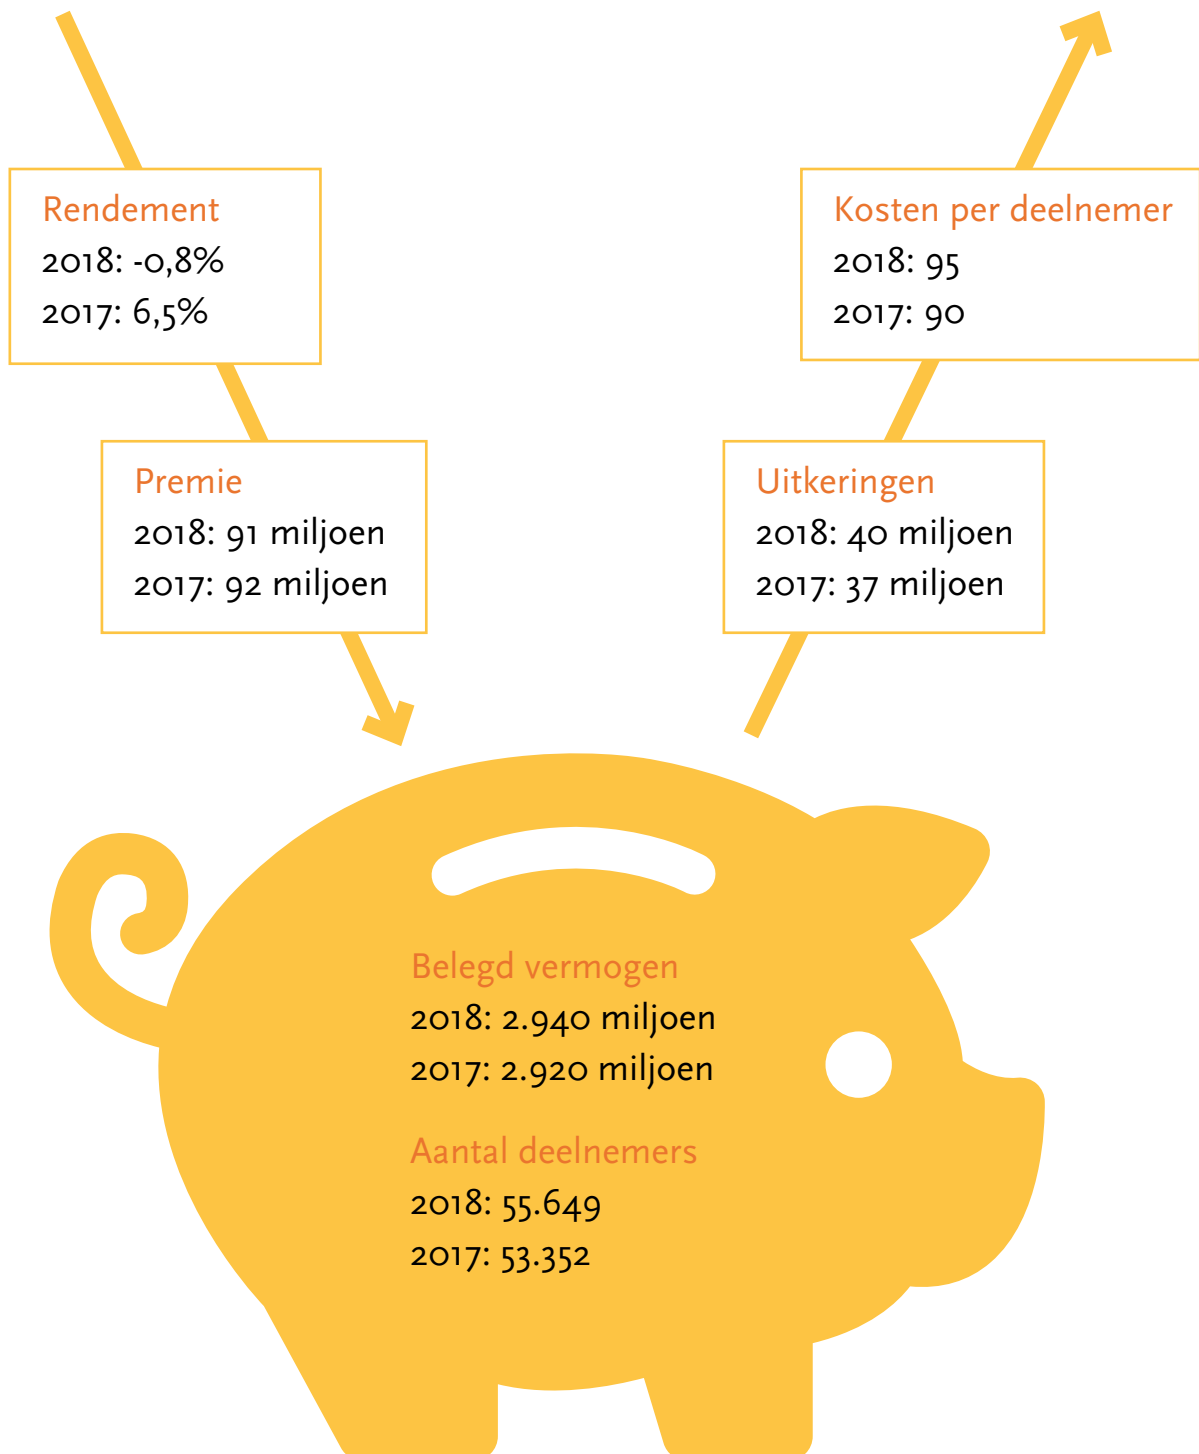 Rendement
2018: -0,8%
2017: 6,5%
Kosten per deelnemer
2018: 95
2017: 90
Premie
2018: 91 miljoen
2017: 92 miljoen
Uitkeringen
2018: 40 miljoen
2017: 37 miljoen
Belegd vermogen
2018: 2.940 miljoen
2017: 2.920 miljoen
Aantal deelnemers
2018: 55.649
2017: 53.352